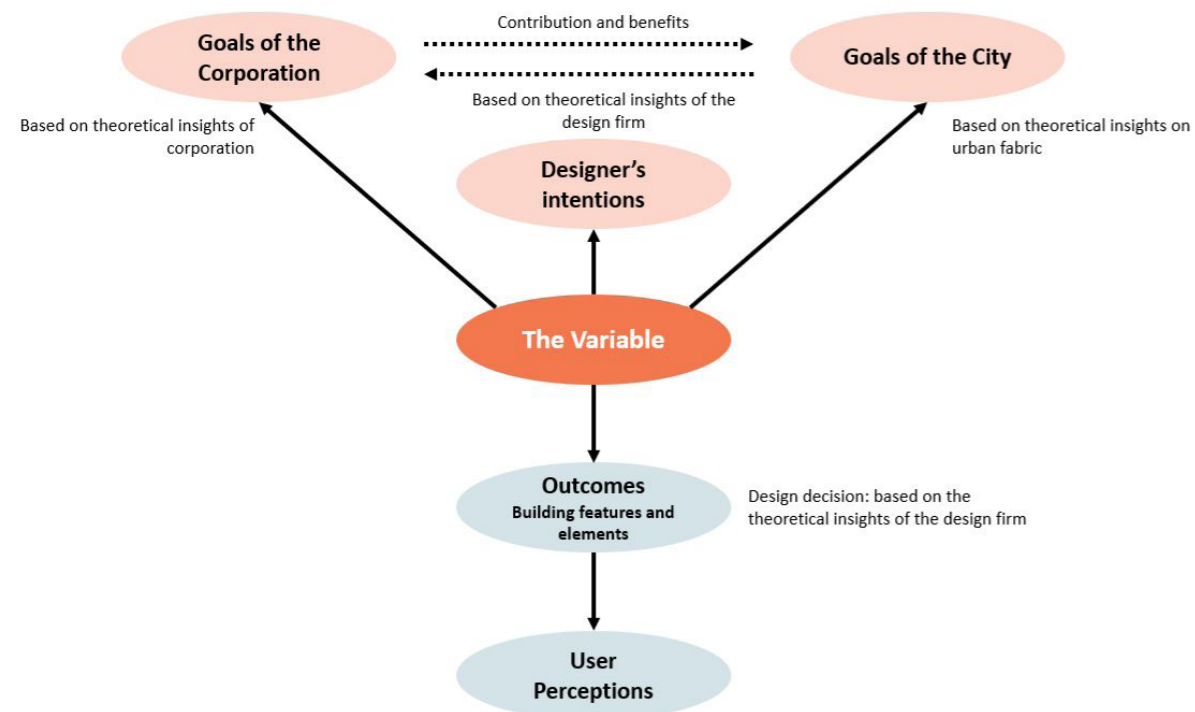 Contribution and benefits
Goals of the
Corporation
Goals of the City
Based on theoretical insights of the
design firm
Based on theoretical insights of
corporation
Based on theoretical insights on
urban fabric
Designer’s
intentions
The Variable
Outcomes
Building features and
elements
Design decision: based on the
theoretical insights of the design firm
User
Perceptions